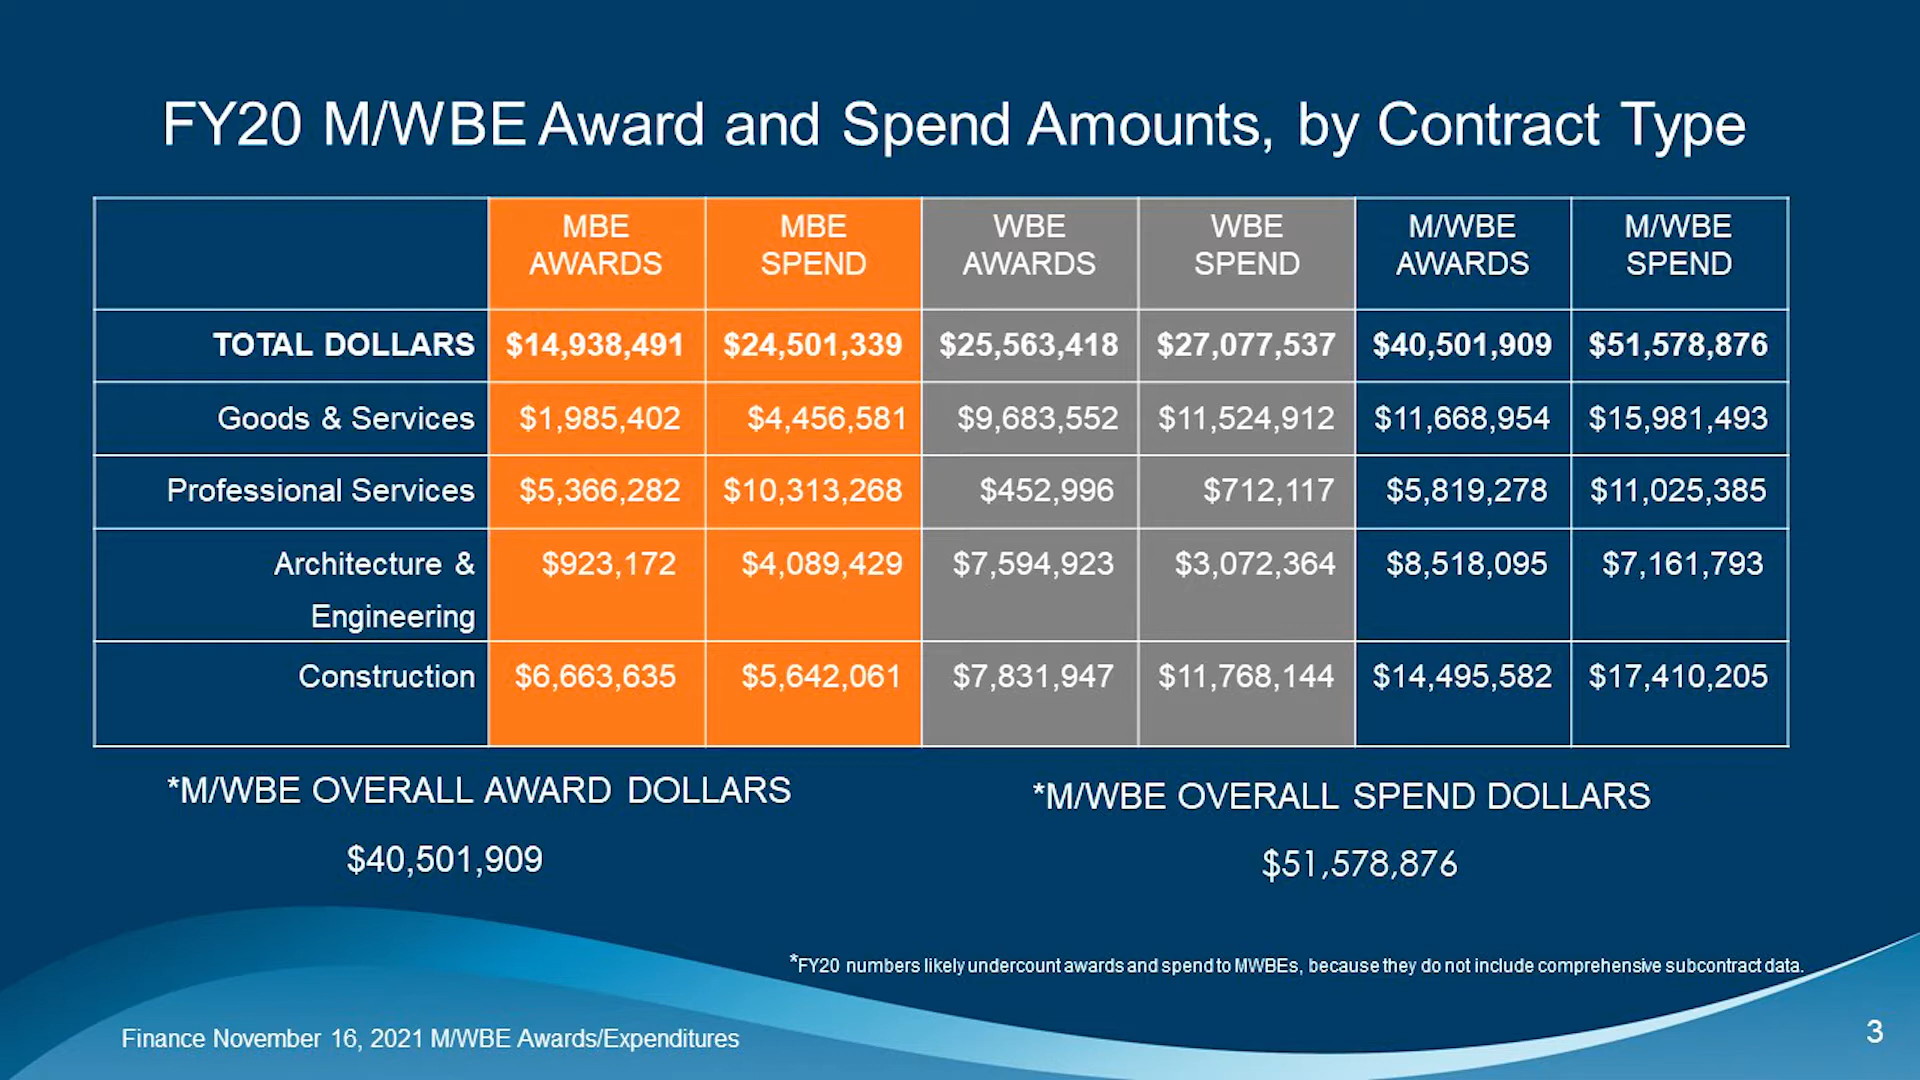 FY20 M/WBE Award and Spend Amounts, by Contract Type
MBE AWARDS MBE SPEND WBE AWARDS WBE SPEND M/WBE AWARDS M/WBE SPEND
TOTAL DOLLARS $14,938,491 $24,501,339 $25,563,418 $27,077,537 $40,501,909 $51,578,876
Goods & Services $1,985,402 $4,456,581 $9,683,552 $11,524,912 $11,668,954 $15,981,493
Professional Services $5,366,282 $10,313,268 $452,996 $712,117 $5,819,278 $11,025,385
Architecture & Engineering $923,172 $4,089,429 $7,594,923 $3,072,364 $8,518,095 $7,161,793
Construction $6,663,635 $5,642,061 $7,831,947 $11,768,144 $14,495,582 $17,410,205
*M/WBE OVERALL AWARD DOLLARS
$40,501,909
*M/WBE OVERALL SPEND DOLLARS
$51,578,876
*FY20 numbers likely undercount awards and spend to MWBEs, because they do not include comprehensive subcontract data.
Finance November 16, 2021 M/WBE Awards/Expenditures
3